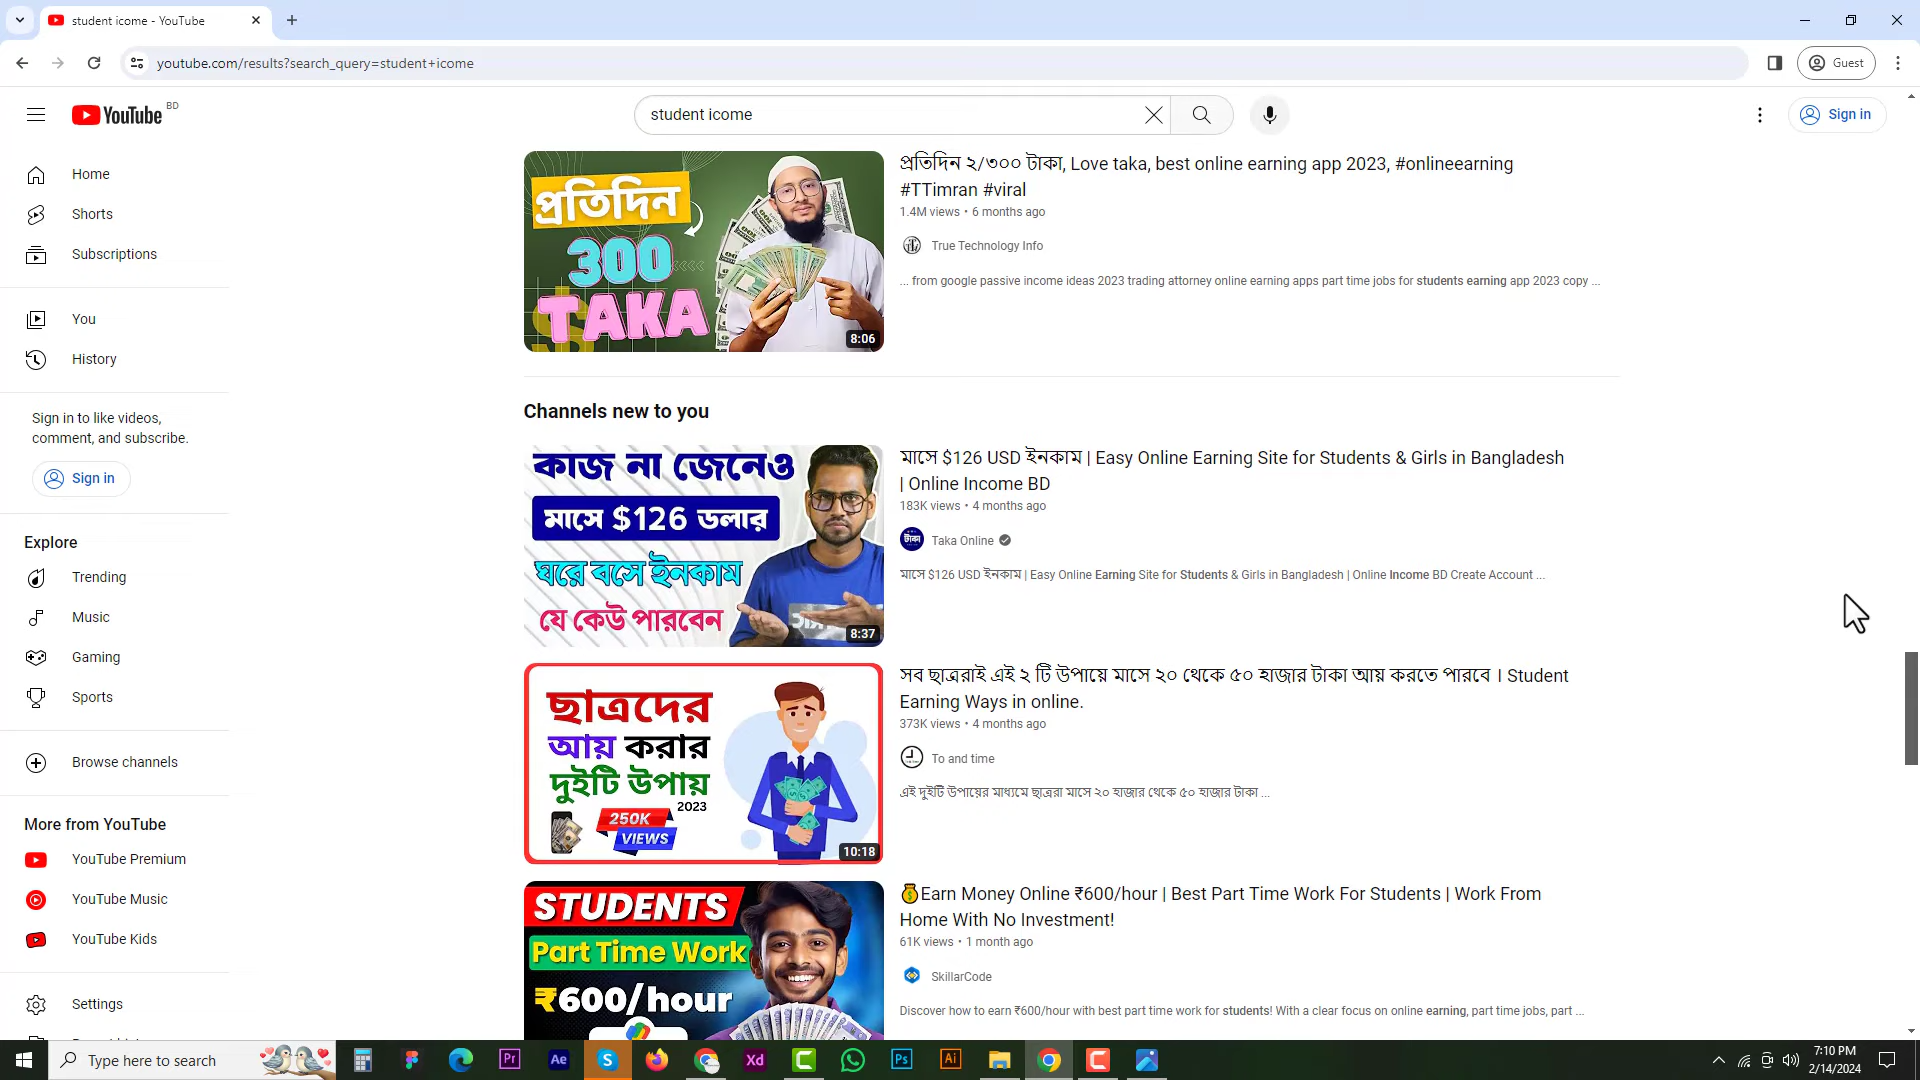 student icome - YouTube
youtube.com/results?search_query=student+icome
Guest
YouTube BD
student icome
Sign in
Home
Shorts
Subscriptions
You
History
Sign in to like videos,
comment, and subscribe.
Sign in
Explore
Trending
Music
Gaming
Sports
Browse channels
More from YouTube
YouTube Premium
YouTube Music
YouTube Kids
Settings
প্রতিদিন
300
TAKA
8:06
প্রতিদিন ২/৩০০ টাকা, Love taka, best online earning app 2023, #onlineearning
#TTimran #viral
1.4M views • 6 months ago
True Technology Info
... from google passive income ideas 2023 trading attorney online earning apps part time jobs for students earning app 2023 copy ...
Channels new to you
কাজ না জেনেও
মাসে $126 ডলার
ঘরে বসে ইনকাম
যে কেউ পারবেন
8:37
মাসে $126 USD ইনকাম | Easy Online Earning Site for Students & Girls in Bangladesh
| Online Income BD
183K views • 4 months ago
Taka Online
মাসে $126 USD ইনকাম | Easy Online Earning Site for Students & Girls in Bangladesh | Online Income BD Create Account ...
ছাত্রদের
আয় করার
দুইটি উপায়
2023
250K
VIEWS
10:18
সব ছাত্ররাই এই ২ টি উপায়ে মাসে ২০ থেকে ৫০ হাজার টাকা আয় করতে পারবে । Student
Earning Ways in online.
373K views • 4 months ago
To and time
এই দুইটি উপায়ের মাধ্যমে ছাত্ররা মাসে ২০ হাজার থেকে ৫০ হাজার টাকা ...
STUDENTS
Part Time Work
₹600/hour
💰Earn Money Online ₹600/hour | Best Part Time Work For Students | Work From
Home With No Investment!
61K views • 1 month ago
SkillarCode
Discover how to earn ₹600/hour with best part time work for students! With a clear focus on online earning, part time jobs, part ...
Type here to search
Pr
Ae
S
Xd
Ps
Ai
7:10 PM
2/14/2024